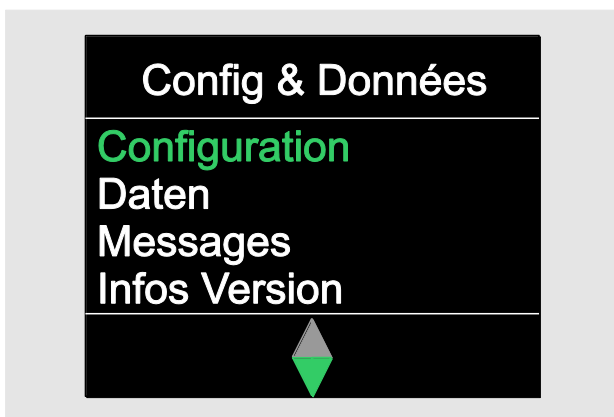 Config & Données
Configuration
Daten
Messages
Infos Version